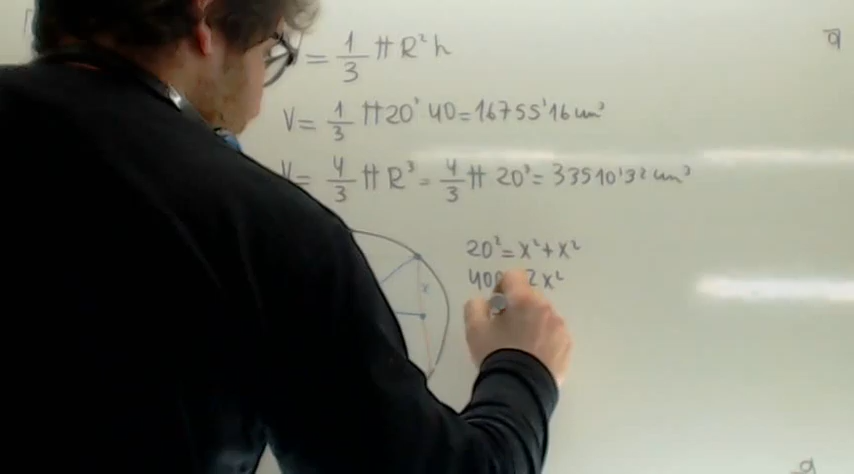 = 1/3 π R² h
V = 1/3 π 20² 40 = 16755'16 cm³
V = 4/3 π R³ = 4/3 π 20³ = 33510'32 cm³
20² = x² + x²
400 2x²
x